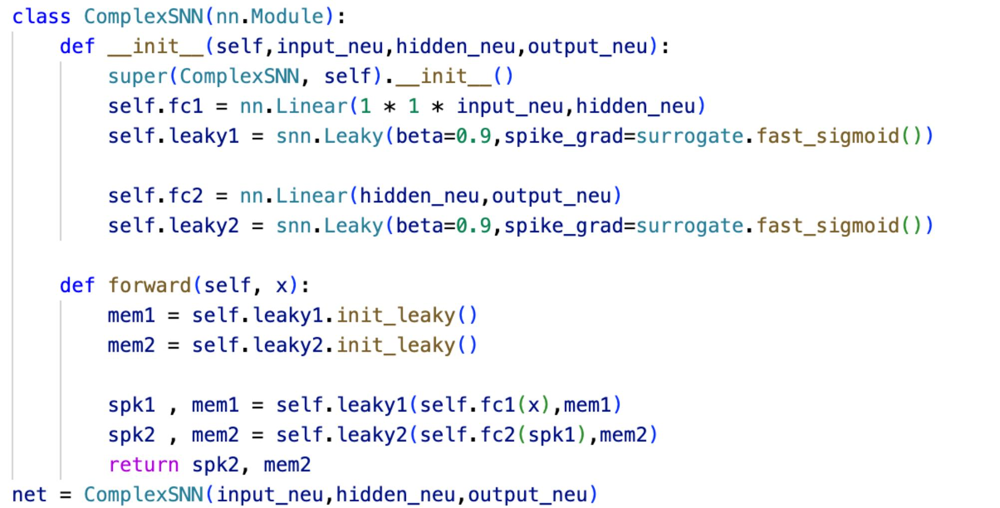 class ComplexSNN(nn.Module):
    def __init__(self,input_neu,hidden_neu,output_neu):
        super(ComplexSNN, self).__init__()
        self.fc1 = nn.Linear(1 * 1 * input_neu,hidden_neu)
        self.leaky1 = snn.Leaky(beta=0.9,spike_grad=surrogate.fast_sigmoid())

        self.fc2 = nn.Linear(hidden_neu,output_neu)
        self.leaky2 = snn.Leaky(beta=0.9,spike_grad=surrogate.fast_sigmoid())

    def forward(self, x):
        mem1 = self.leaky1.init_leaky()
        mem2 = self.leaky2.init_leaky()

        spk1 , mem1 = self.leaky1(self.fc1(x),mem1)
        spk2 , mem2 = self.leaky2(self.fc2(spk1),mem2)
        return spk2, mem2
net = ComplexSNN(input_neu,hidden_neu,output_neu)